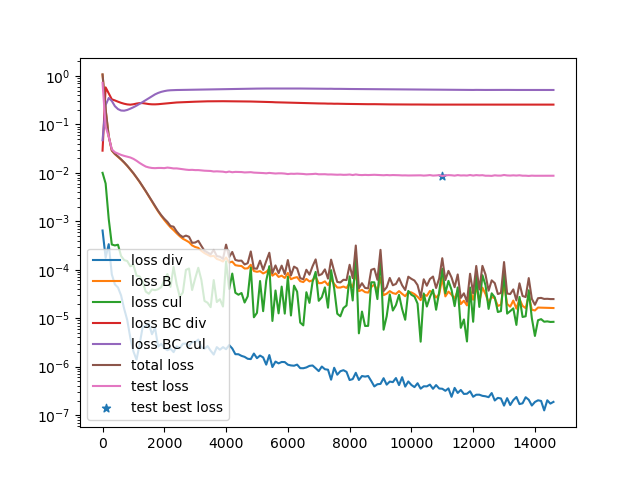 10⁰
10⁻¹
10⁻²
10⁻³
10⁻⁴
10⁻⁵
10⁻⁶
10⁻⁷
loss div
loss B
loss cul
loss BC div
loss BC cul
total loss
test loss
test best loss
0 2000 4000 6000 8000 10000 12000 14000